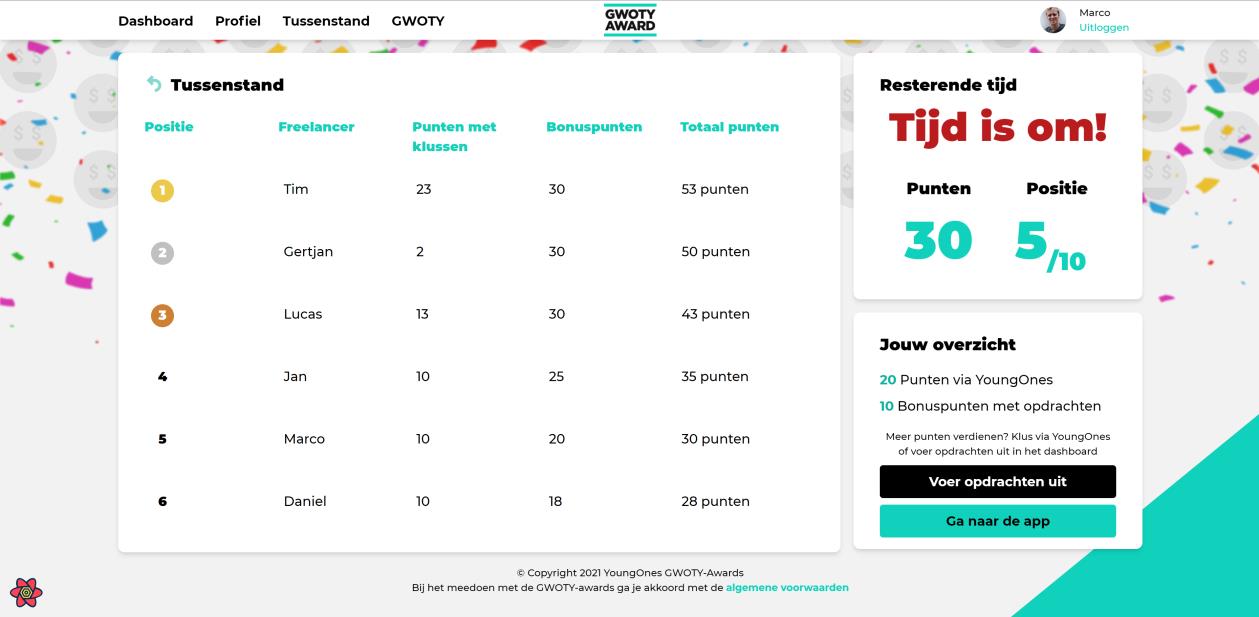 Dashboard Profiel Tussenstand GWOTY
GWOTY
AWARD
Marco
Uitloggen
Tussenstand
Positie Freelancer Punten met klussen Bonuspunten Totaal punten
1 Tim 23 30 53 punten
2 Gertjan 2 30 50 punten
3 Lucas 13 30 43 punten
4 Jan 10 25 35 punten
5 Marco 10 20 30 punten
6 Daniel 10 18 28 punten
Resterende tijd
Tijd is om!
Punten Positie
30 5/10
Jouw overzicht
20 Punten via YoungOnes
10 Bonuspunten met opdrachten
Meer punten verdienen? Klus via YoungOnes
of voer opdrachten uit in het dashboard
Voer opdrachten uit
Ga naar de app
© Copyright 2021 YoungOnes GWOTY-Awards
Bij het meedoen met de GWOTY-awards ga je akkoord met de algemene voorwaarden